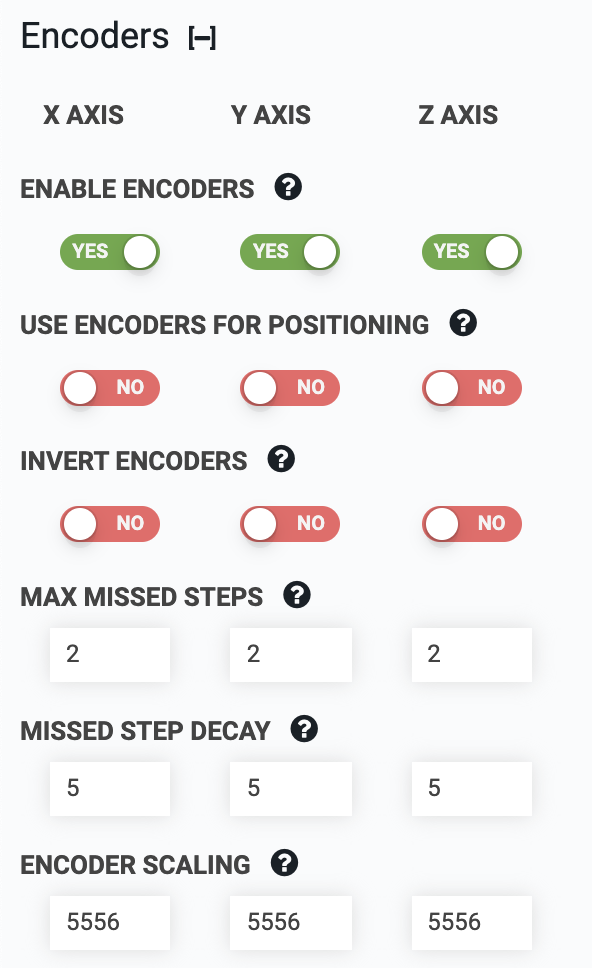 Encoders [–]
X AXIS Y AXIS Z AXIS
ENABLE ENCODERS ?
YES YES YES
USE ENCODERS FOR POSITIONING ?
NO NO NO
INVERT ENCODERS ?
NO NO NO
MAX MISSED STEPS ?
2 2 2
MISSED STEP DECAY ?
5 5 5
ENCODER SCALING ?
5556 5556 5556